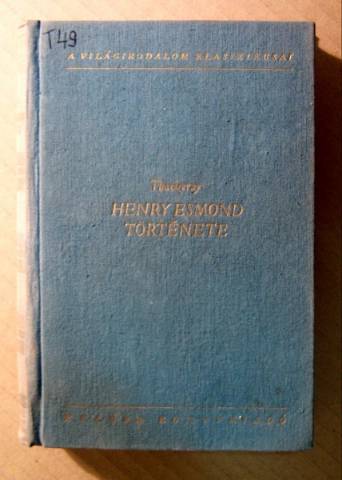 T49
A VILÁGIRODALOM KLASSZIKUSAI
Thackeray
HENRY ESMOND
TÖRTÉNETE